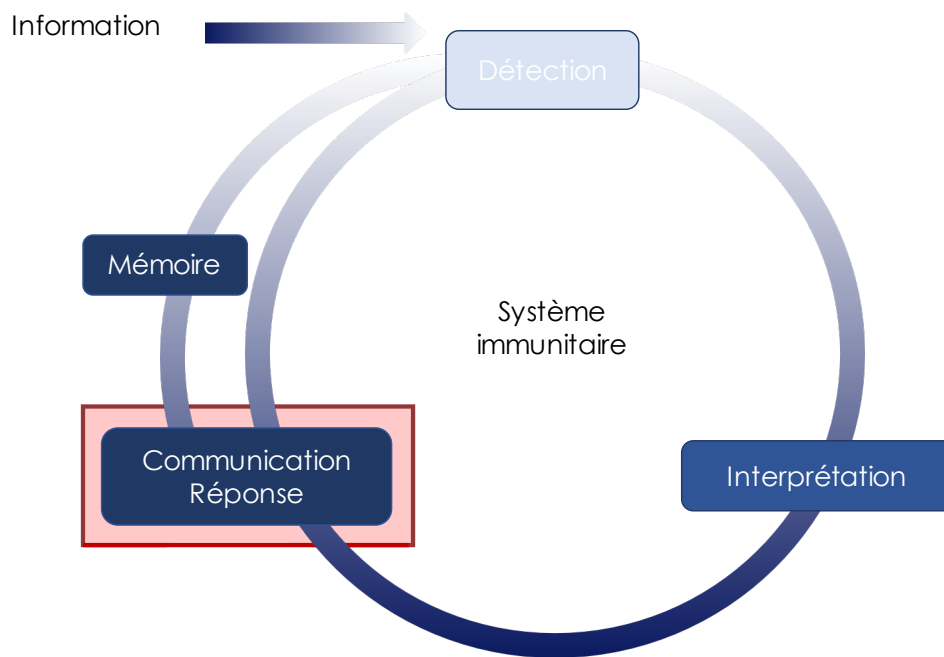 Information
Détection
Mémoire
Système
immunitaire
Communication
Réponse
Interprétation